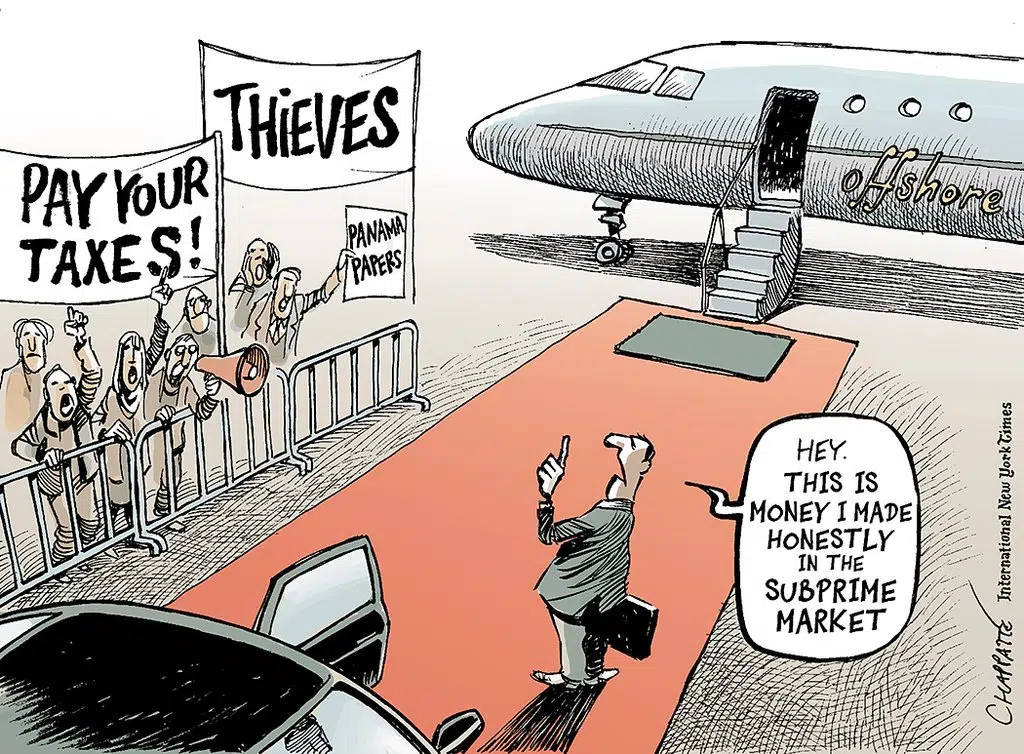 THiEVES
PAY YOUR
TAXES!
PANAMA
PAPERS
offshore
HEY.
THIS IS
MONEY I MADE
HONESTLY
IN THE
SUBPRIME
MARKET
CHAPPATTE
International New York Times